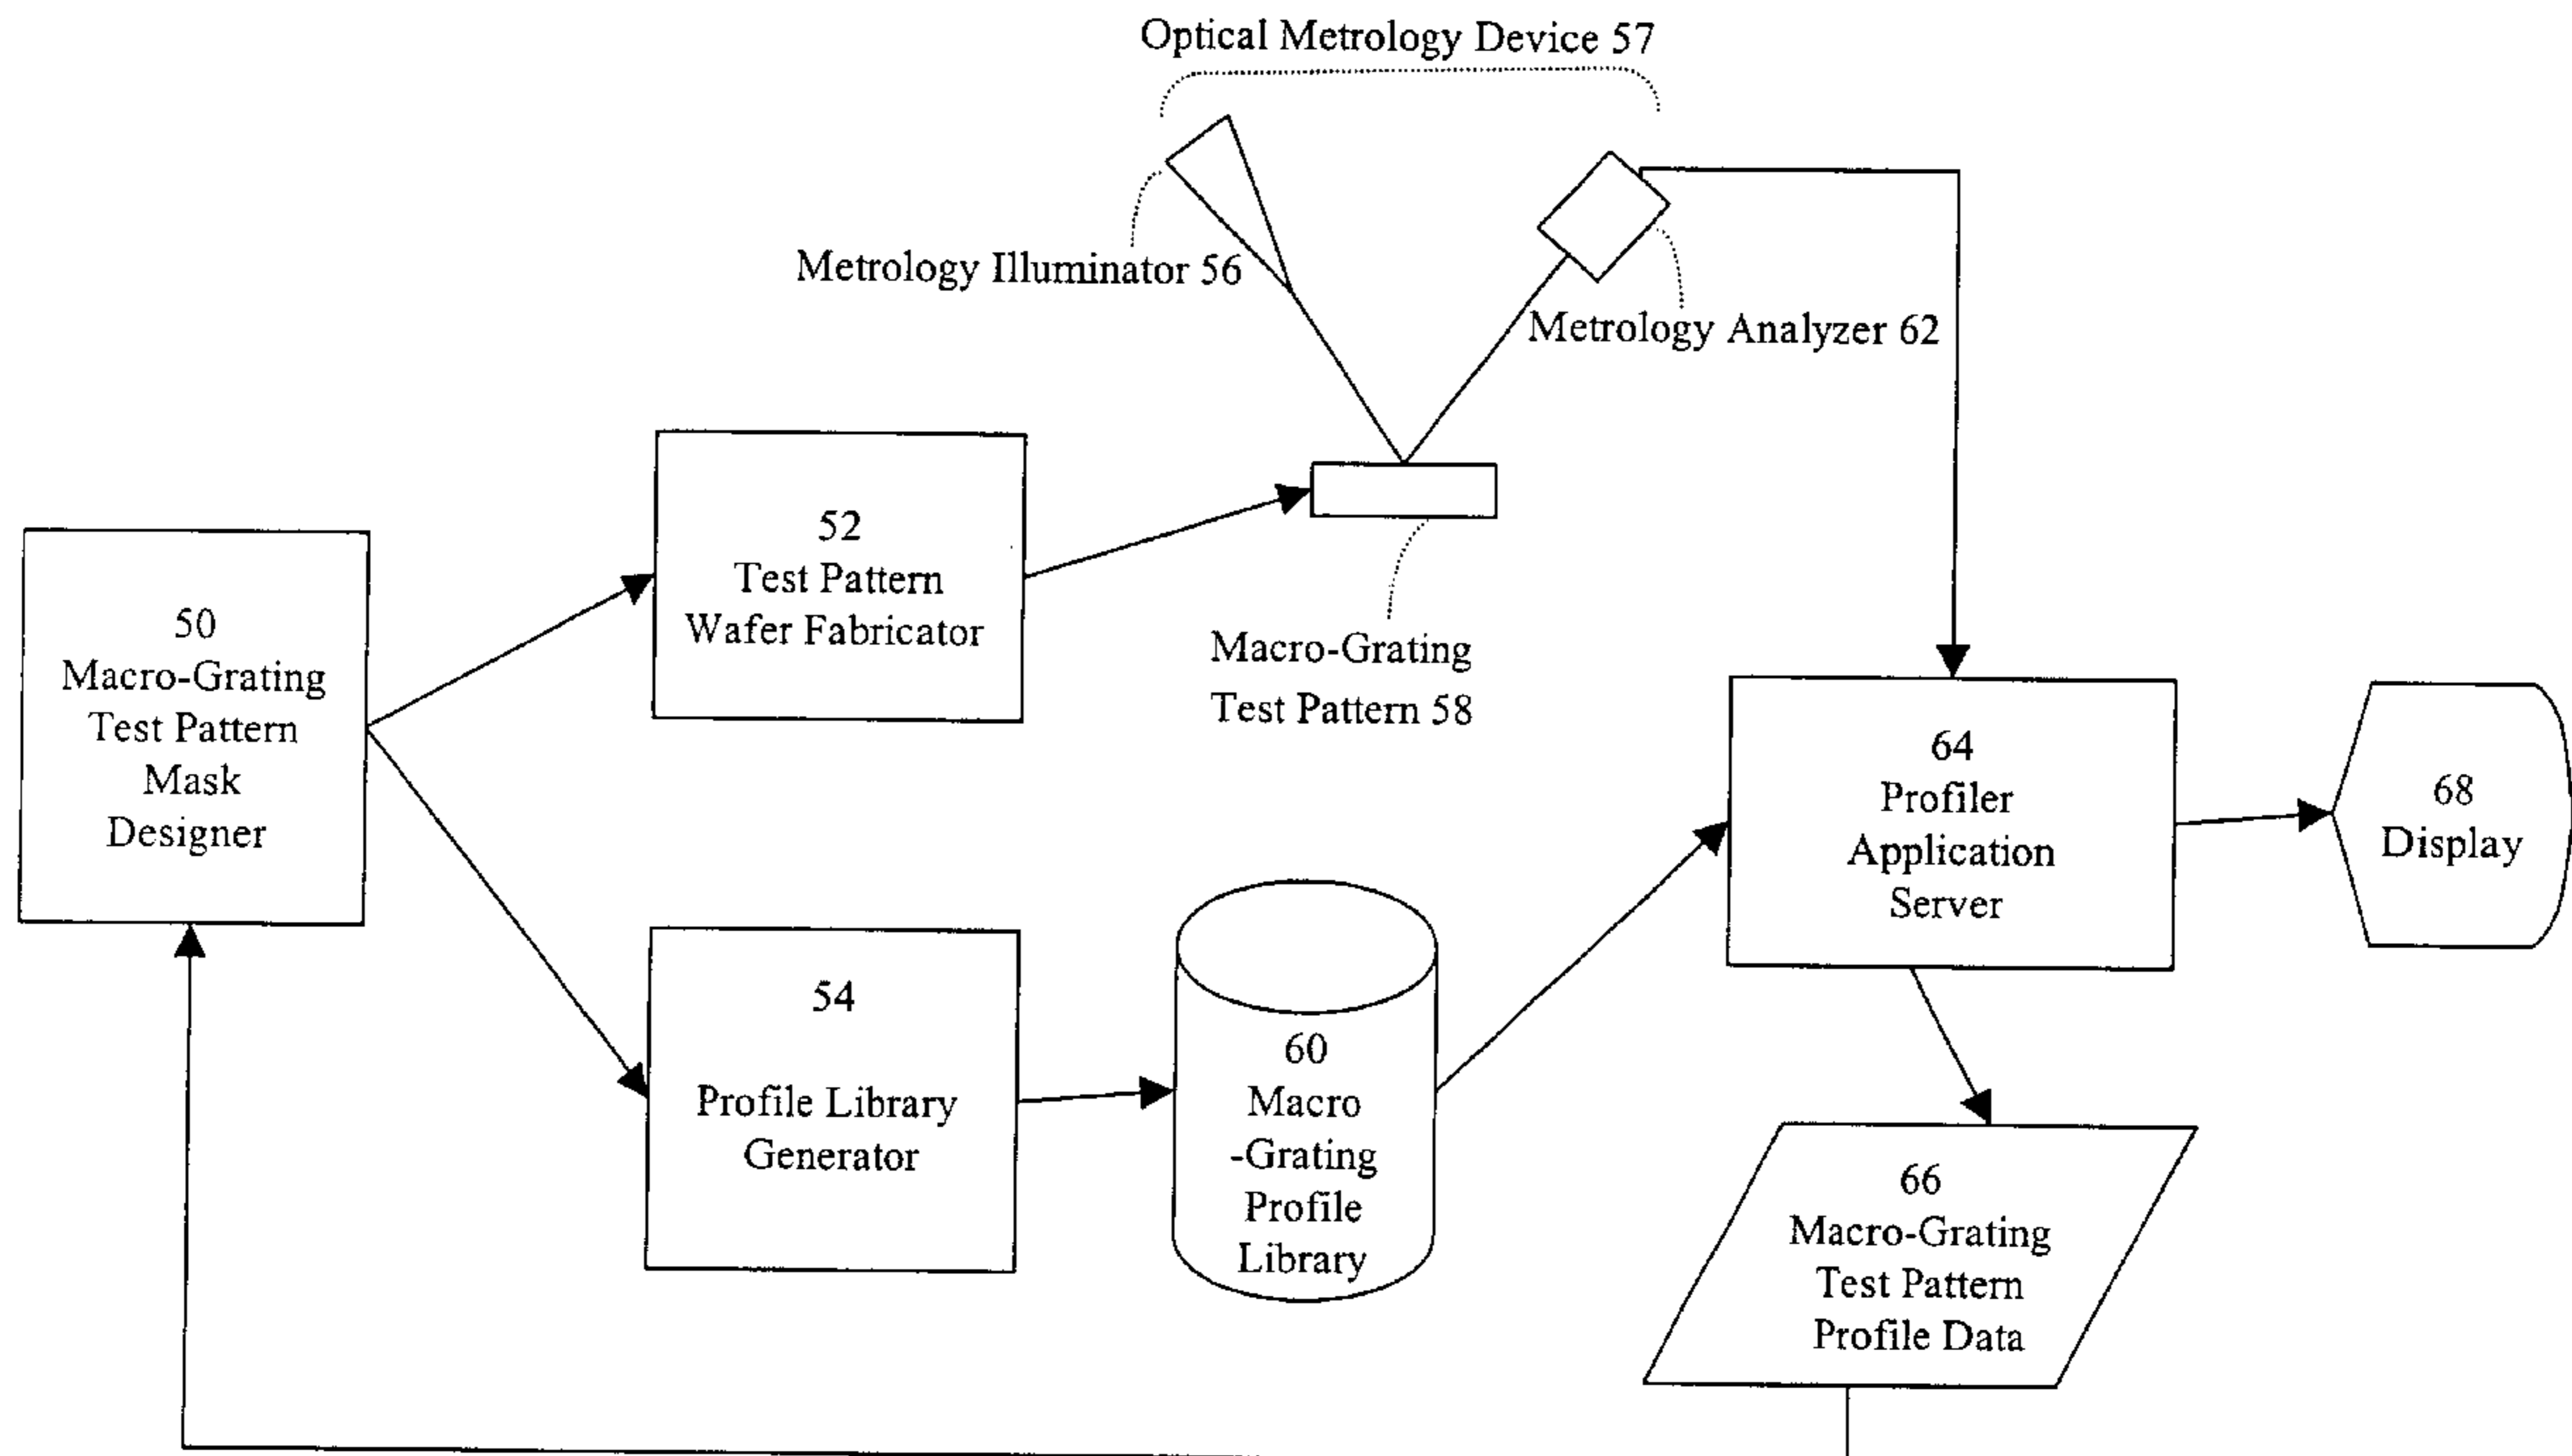 Optical Metrology Device 57
Metrology Illuminator 56
Metrology Analyzer 62
52
Test Pattern
Wafer Fabricator
50
Macro-Grating
Test Pattern
Mask
Designer
Macro-Grating
Test Pattern 58
64
Profiler
Application
Server
68
Display
54
Profile Library
Generator
60
Macro
-Grating
Profile
Library
66
Macro-Grating
Test Pattern
Profile Data